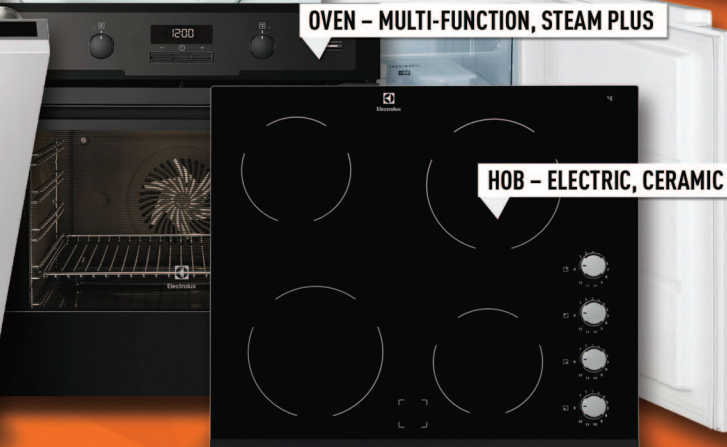 OVEN – MULTI-FUNCTION, STEAM PLUS
12:00
Electrolux
HOB – ELECTRIC, CERAMIC
Electrolux